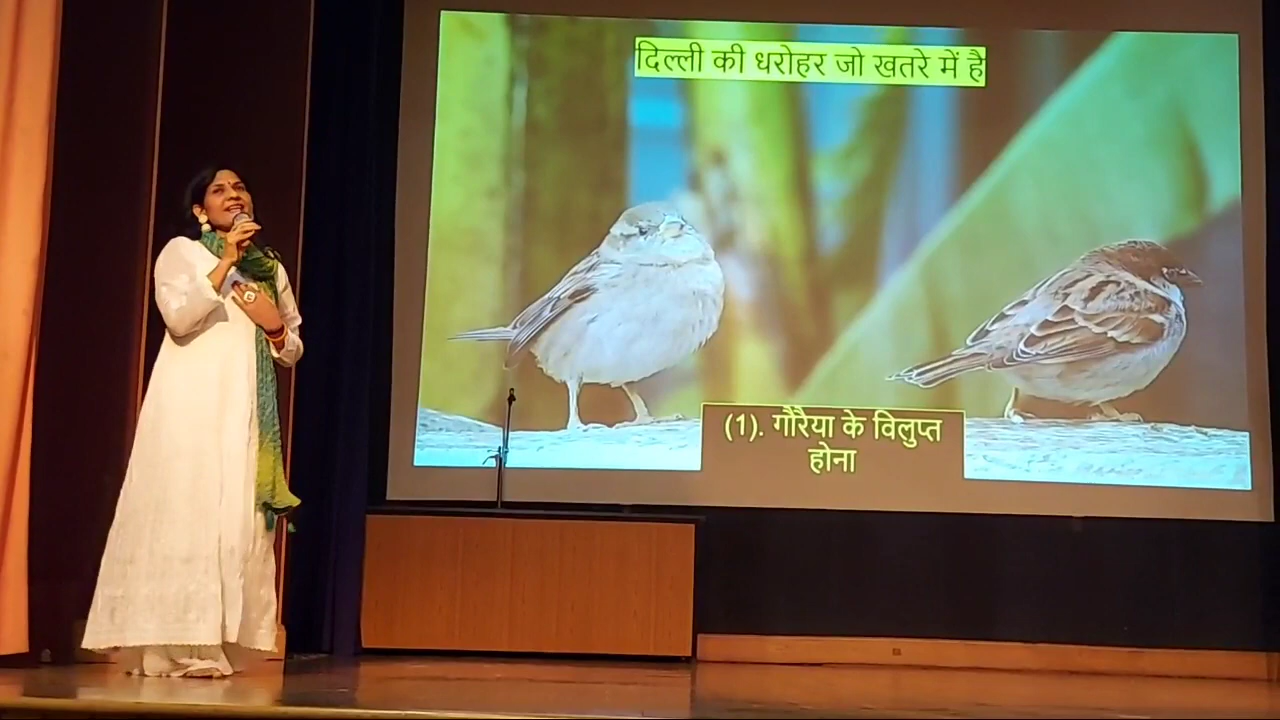 दिल्ली की धरोहर जो खतरे में है
(1). गौरैया के विलुप्त
होना